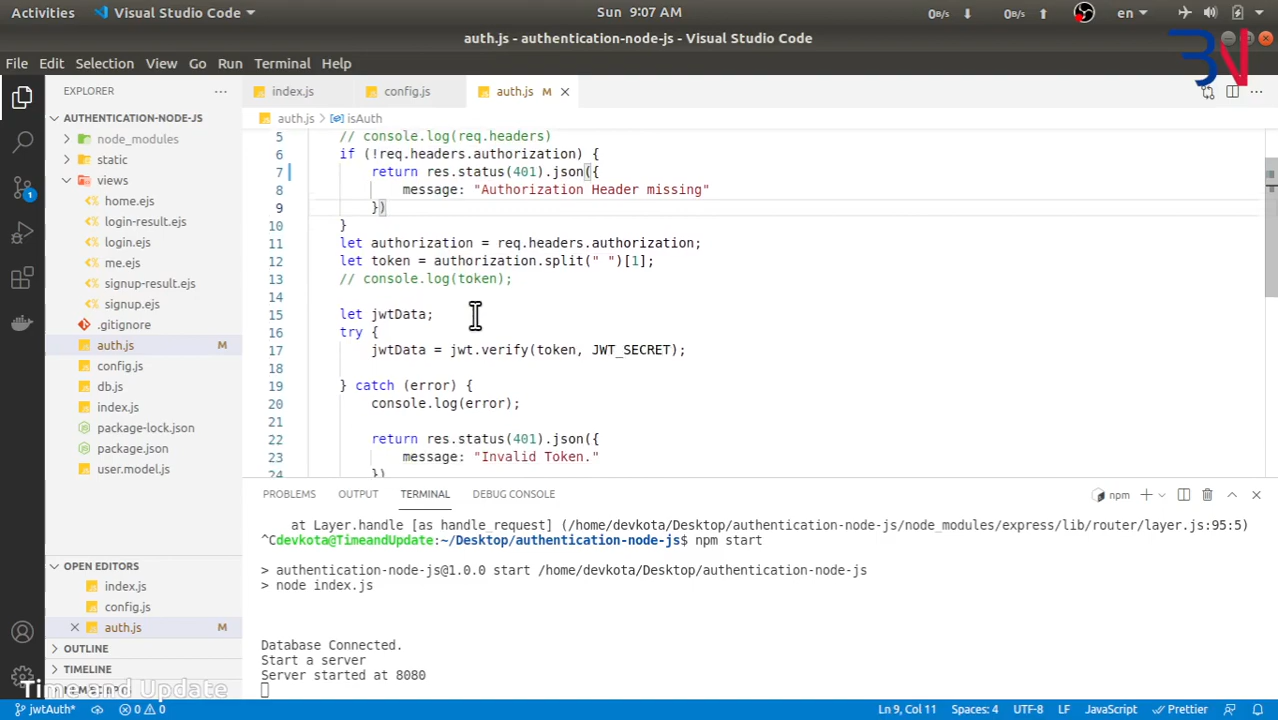 Activities Visual Studio Code Sun 9:07 AM 0B/s 0B/s en
auth.js - authentication-node-js - Visual Studio Code
BN
File Edit Selection View Go Run Terminal Help
EXPLORER index.js config.js auth.js M
AUTHENTICATION-NODE-JS auth.js > isAuth
node_modules
static
views
home.ejs
login-result.ejs
login.ejs
me.ejs
signup-result.ejs
signup.ejs
.gitignore
auth.js M
config.js
db.js
index.js
package-lock.json
package.json
user.model.js
1
5 // console.log(req.headers)
6 if (!req.headers.authorization) {
7 return res.status(401).json({
8 message: "Authorization Header missing"
9 })
10 }
11 let authorization = req.headers.authorization;
12 let token = authorization.split(" ")[1];
13 // console.log(token);
14
15 let jwtData;
16 try {
17 jwtData = jwt.verify(token, JWT_SECRET);
18
19 } catch (error) {
20 console.log(error);
21
22 return res.status(401).json({
23 message: "Invalid Token."
24 })
PROBLEMS OUTPUT TERMINAL DEBUG CONSOLE npm
at Layer.handle [as handle_request] (/home/devkota/Desktop/authentication-node-js/node_modules/express/lib/router/layer.js:95:5)
^Cdevkota@TimeandUpdate:~/Desktop/authentication-node-js$ npm start
> authentication-node-js@1.0.0 start /home/devkota/Desktop/authentication-node-js
> node index.js
Database Connected.
Start a server
Server started at 8080
OPEN EDITORS
index.js
config.js
auth.js M
OUTLINE
TIMELINE
Time and Update
jwtAuth* 0 0 Ln 9, Col 11 Spaces: 4 UTF-8 LF JavaScript Prettier